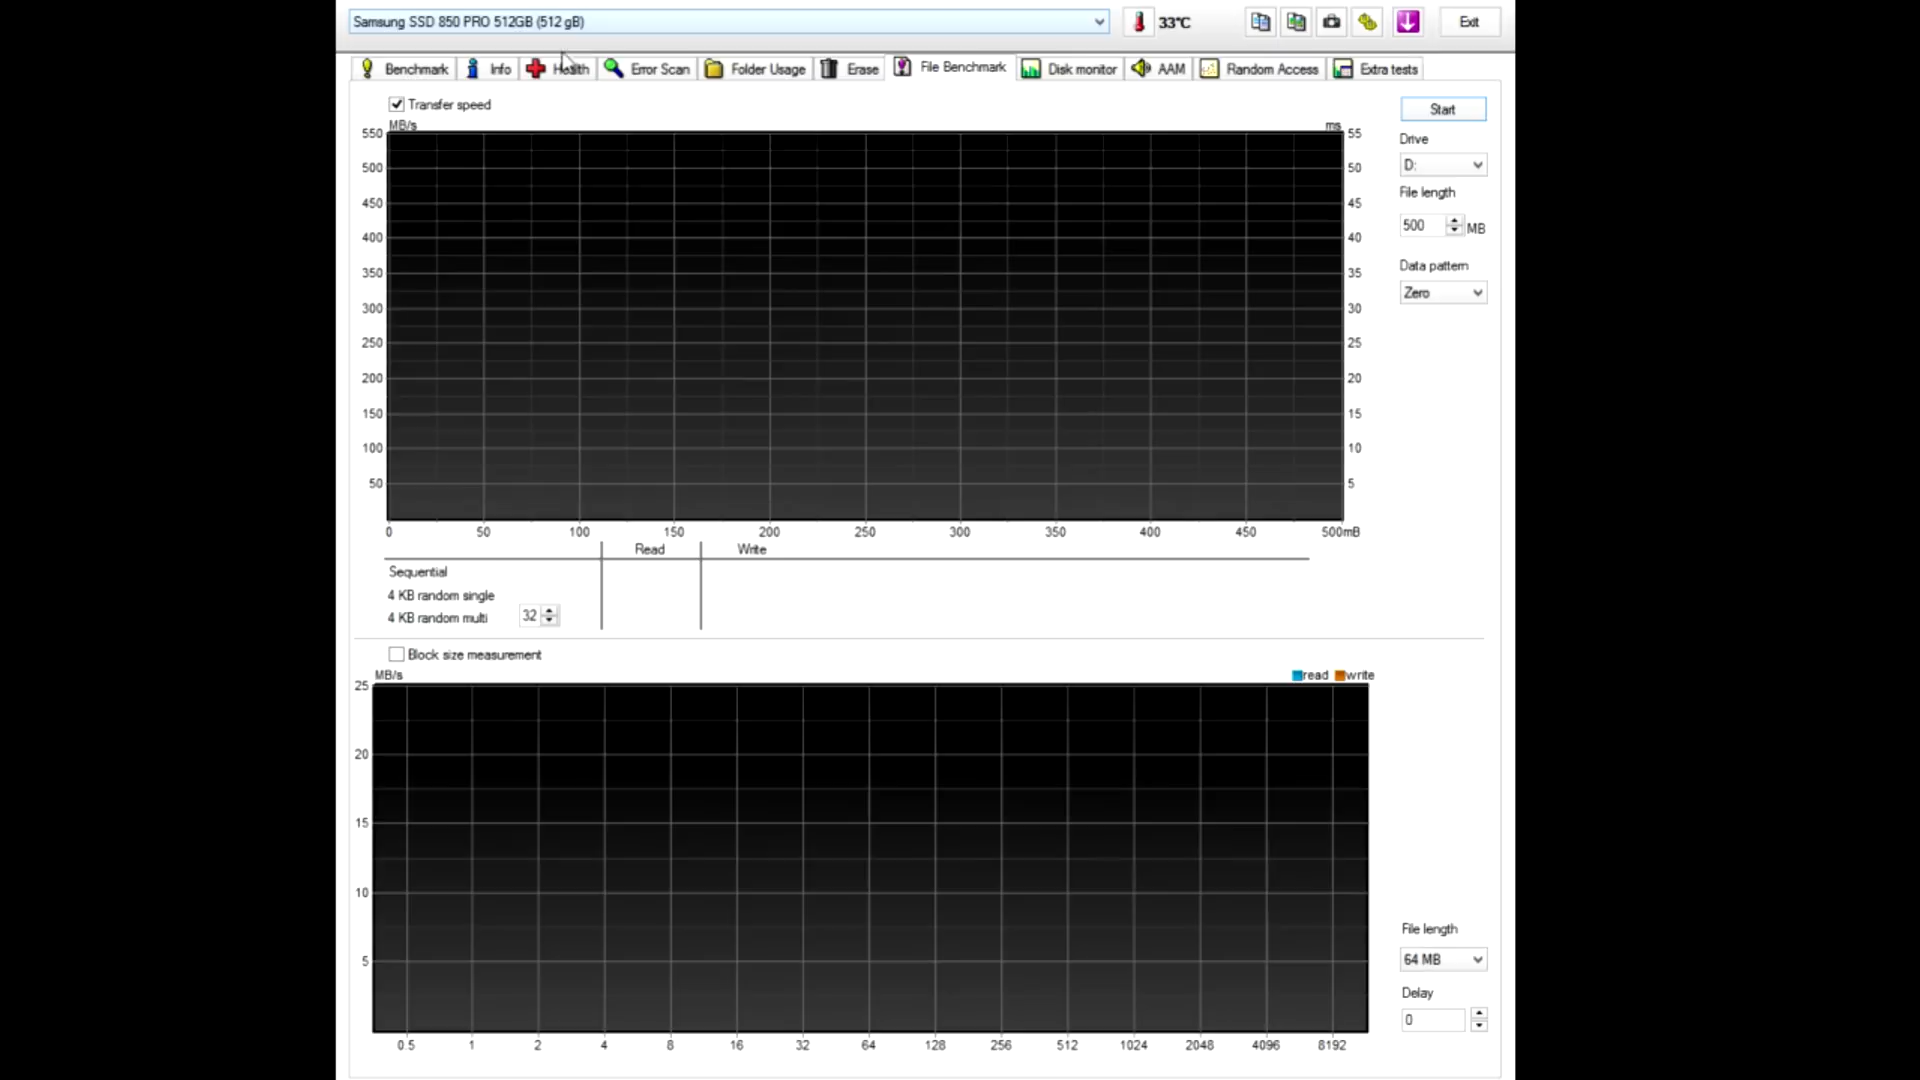 Samsung SSD 850 PRO 512GB (512 gB)
33°C
Exit
Benchmark Info Health Error Scan Folder Usage Erase File Benchmark Disk monitor AAM Random Access Extra tests
Transfer speed
Start
MB/s ms
550 55
500 50
450 45
400 40
350 35
300 30
250 25
200 20
150 15
100 10
50 5
0 50 100 150 200 250 300 350 400 450 500mB
Drive
D:
File length
500 MB
Data pattern
Zero
Read Write
Sequential
4 KB random single
4 KB random multi 32
Block size measurement
MB/s read write
25
20
15
10
5
0.5 1 2 4 8 16 32 64 128 256 512 1024 2048 4096 8192
File length
64 MB
Delay
0